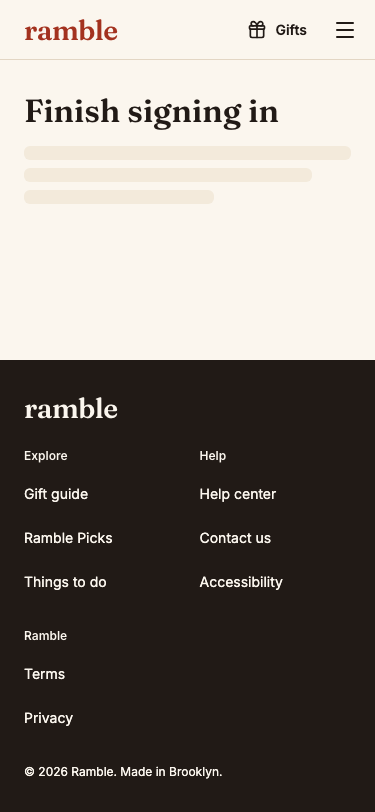 ramble
Gifts
Finish signing in
ramble
Explore
Gift guide
Ramble Picks
Things to do
Help
Help center
Contact us
Accessibility
Ramble
Terms
Privacy
© 2026 Ramble. Made in Brooklyn.